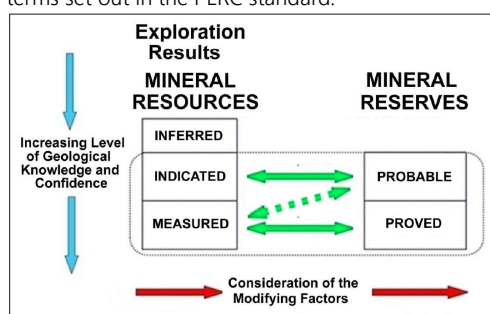 terms set out in the PERC standard.
Exploration
Results
MINERAL
RESOURCES
MINERAL
RESERVES
INFERRED
Increasing Level
of Geological
Knowledge and
Confidence
INDICATED
PROBABLE
MEASURED
PROVED
Consideration of the
Modifying Factors